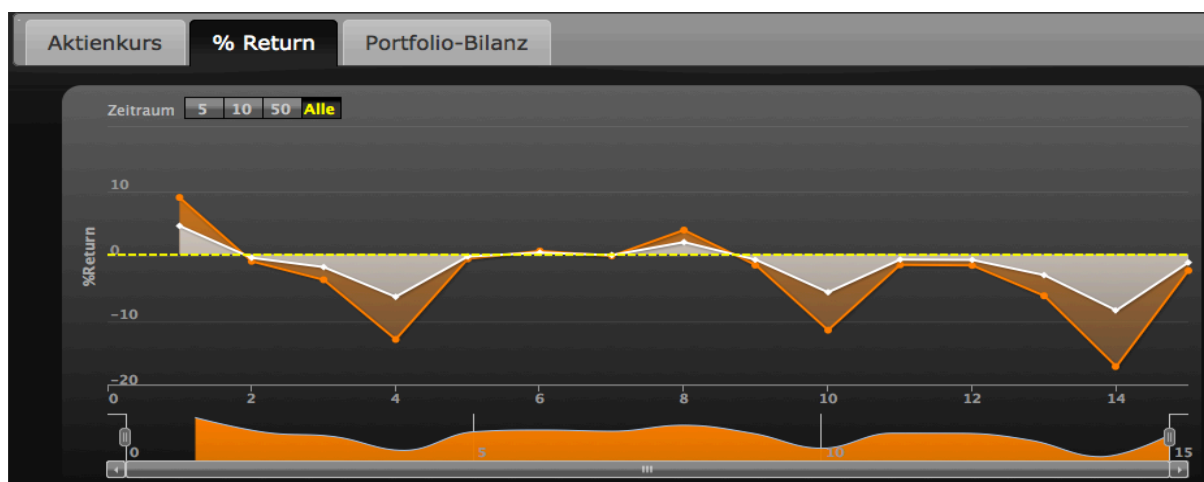 Aktienkurs % Return Portfolio-Bilanz
Zeitraum 5 10 50 Alle
10
0
%Return
-10
-20
0 2 4 6 8 10 12 14
0 5 10 15